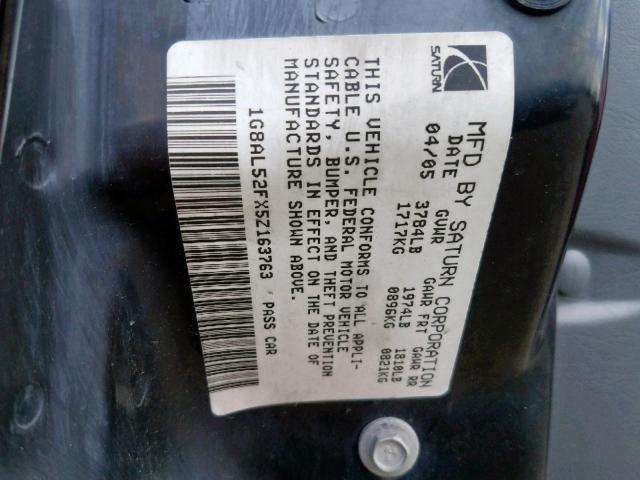 SATURN
MFD BY SATURN CORPORATION
DATE GVWR GAWR FRT GAWR RR
04/05 3784LB 1974LB 1810LB
1717KG 0896KG 0821KG
THIS VEHICLE CONFORMS TO ALL APPLI-
CABLE U.S. FEDERAL MOTOR VEHICLE
SAFETY, BUMPER, AND THEFT PREVENTION
STANDARDS IN EFFECT ON THE DATE OF
MANUFACTURE SHOWN ABOVE.
1G8AL52FX5Z163763 PASS CAR